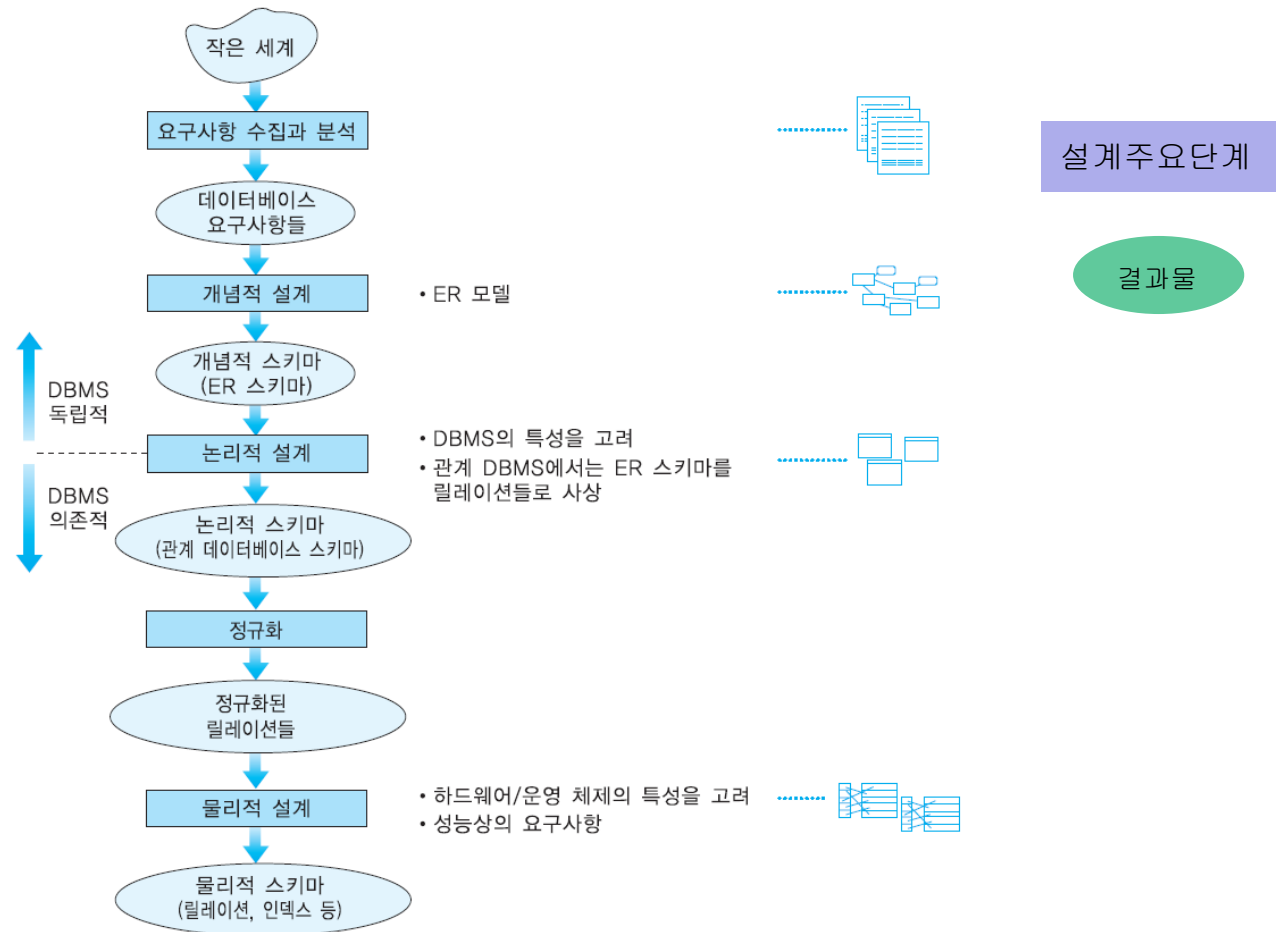 작은 세계
요구사항 수집과 분석
설계주요단계
데이터베이스
요구사항들
결과물
개념적 설계
• ER 모델
개념적 스키마
(ER 스키마)
DBMS
독립적
논리적 설계
• DBMS의 특성을 고려
• 관계 DBMS에서는 ER 스키마를
릴레이션들로 사상
DBMS
의존적
논리적 스키마
(관계 데이터베이스 스키마)
정규화
정규화된
릴레이션들
물리적 설계
• 하드웨어/운영 체제의 특성을 고려
• 성능상의 요구사항
물리적 스키마
(릴레이션, 인덱스 등)